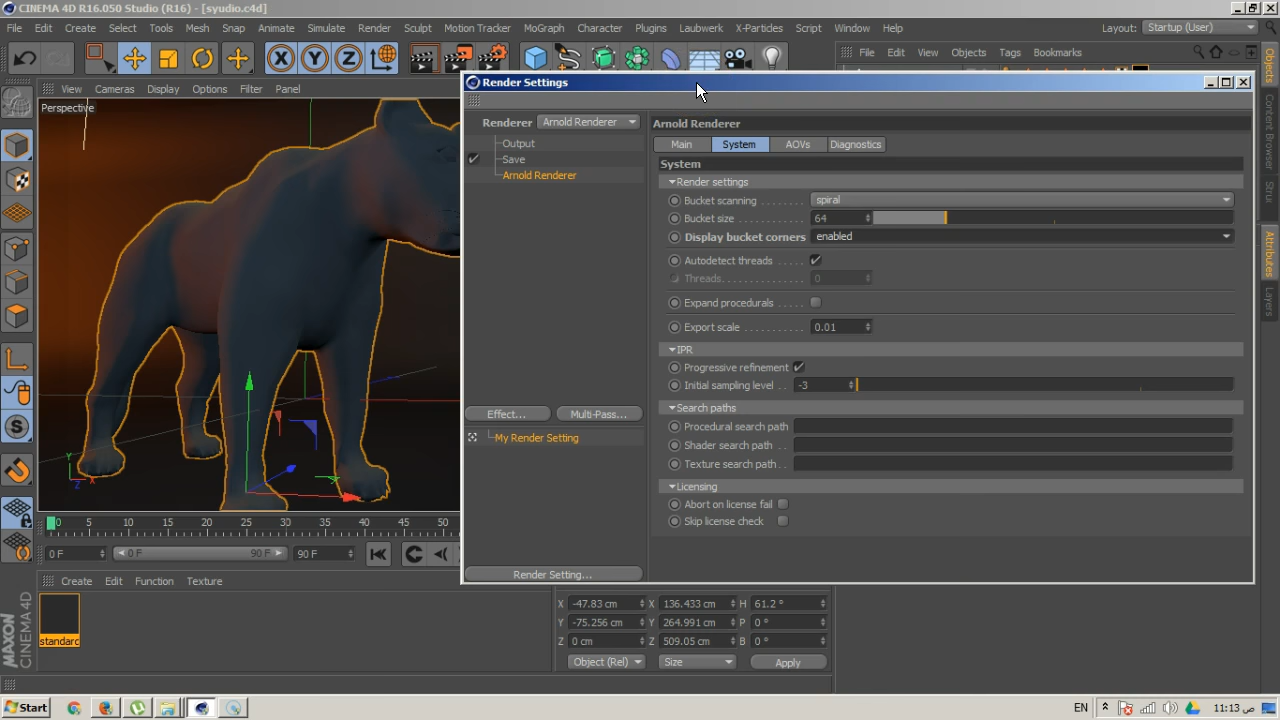 CINEMA 4D R16.050 Studio (R16) - [syudio.c4d]
File Edit Create Select Tools Mesh Snap Animate Simulate Render Sculpt Motion Tracker MoGraph Character Plugins Laubwerk X-Particles Script Window Help Layout: Startup (User)
File Edit View Objects Tags Bookmarks
View Cameras Display Options Filter Panel
Perspective
Render Settings
Renderer Arnold Renderer
Output
Save
Arnold Renderer
Effect... Multi-Pass...
My Render Setting
Render Setting...
Arnold Renderer
Main System AOVs Diagnostics
System
Render settings
Bucket scanning spiral
Bucket size 64
Display bucket corners enabled
Autodetect threads
Threads 0
Expand procedurals
Export scale 0.01
IPR
Progressive refinement
Initial sampling level -3
Search paths
Procedural search path
Shader search path
Texture search path
Licensing
Abort on license fail
Skip license check
Objects
Content Browser
Struc
Attributes
Layers
0 5 10 15 20 25 30 35 40 45 50
0 F 0 F 90 F 90 F
Create Edit Function Texture
standard
X -47.83 cm X 136.433 cm H 61.2 °
Y -75.256 cm Y 264.991 cm P 0 °
Z 0 cm Z 509.05 cm B 0 °
Object (Rel) Size Apply
MAXON CINEMA 4D
Y
X
Z
Start EN 11:13 ص